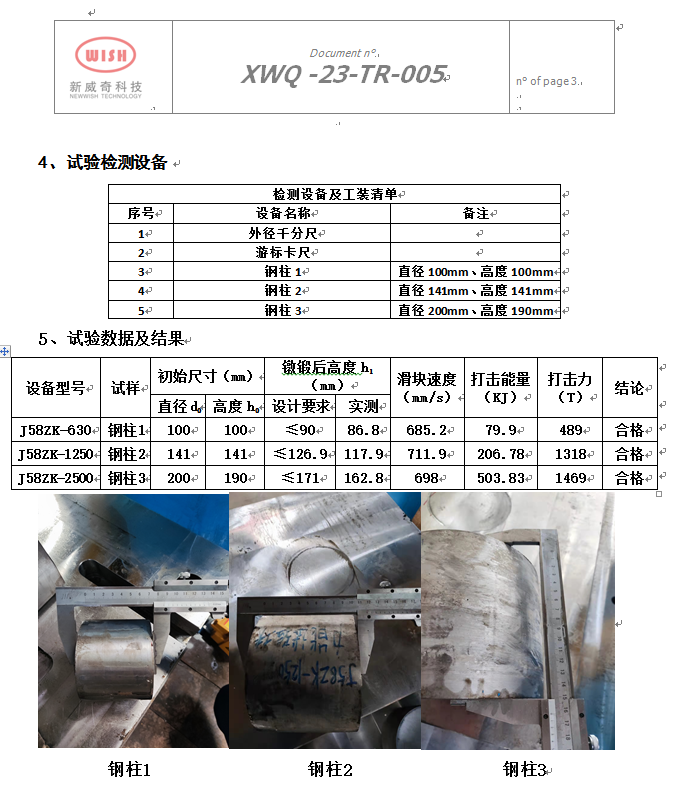 WISH
新威奇科技
NEWWISH TECHNOLOGY
Document n°.
XWQ -23-TR-005
n° of page 3.
4、试验检测设备
检测设备及工装清单
序号 设备名称 备注
1 外径千分尺
2 游标卡尺
3 钢柱 1 直径 100mm、高度 100mm
4 钢柱 2 直径 141mm、高度 141mm
5 钢柱 3 直径 200mm、高度 190mm
5、试验数据及结果
设备型号 试样 初始尺寸（mm） 镦锻后高度 h₁（mm） 滑块速度（mm/s） 打击能量（KJ） 打击力（T） 结论
直径 d₀ 高度 h₀ 设计要求 实测
J58ZK-630 钢柱1 100 100 ≤90 86.8 685.2 79.9 489 合格
J58ZK-1250 钢柱2 141 141 ≤126.9 117.9 711.9 206.78 1318 合格
J58ZK-2500 钢柱3 200 190 ≤171 162.8 698 503.83 1469 合格
J58ZK-1250
钢柱1 钢柱2 钢柱3